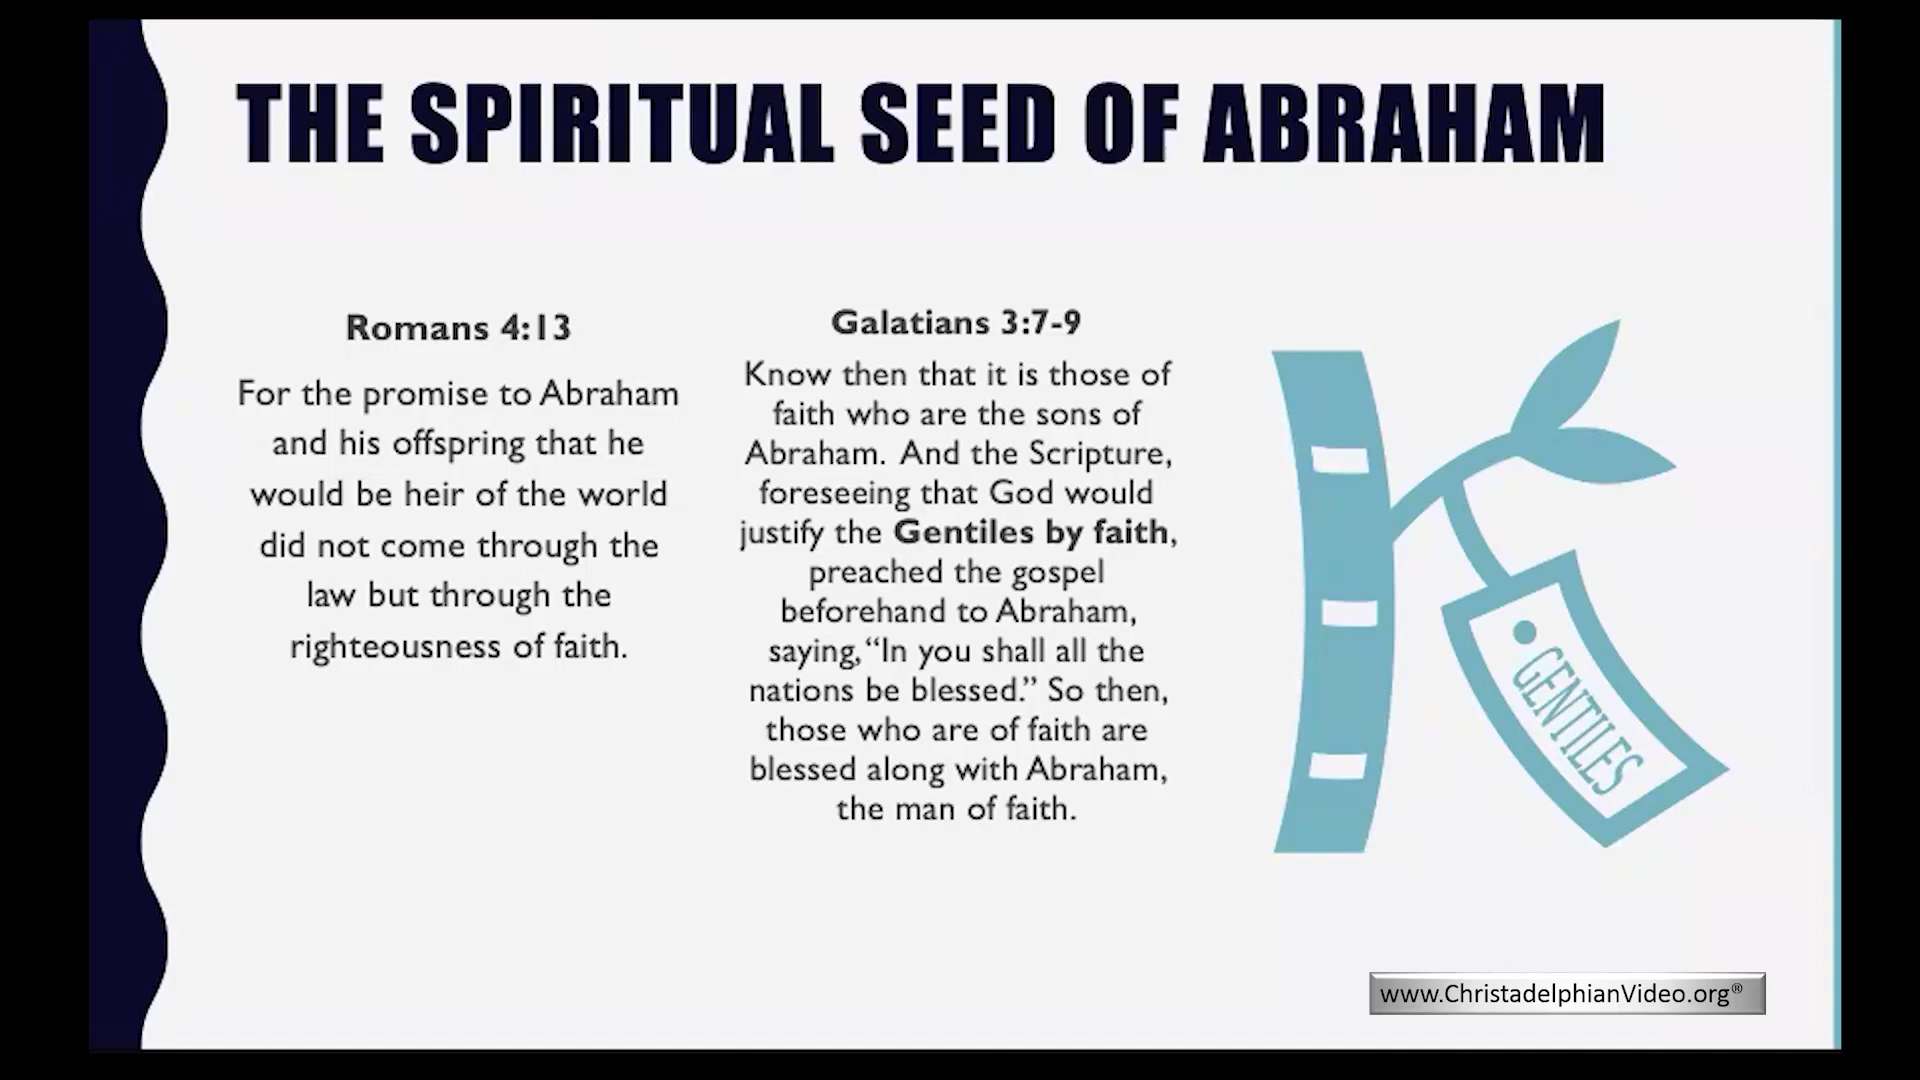 THE SPIRITUAL SEED OF ABRAHAM
Romans 4:13
For the promise to Abraham
and his offspring that he
would be heir of the world
did not come through the
law but through the
righteousness of faith.
Galatians 3:7-9
Know then that it is those of
faith who are the sons of
Abraham. And the Scripture,
foreseeing that God would
justify the Gentiles by faith,
preached the gospel
beforehand to Abraham,
saying, “In you shall all the
nations be blessed.” So then,
those who are of faith are
blessed along with Abraham,
the man of faith.
GENTILES
www.ChristadelphianVideo.org®